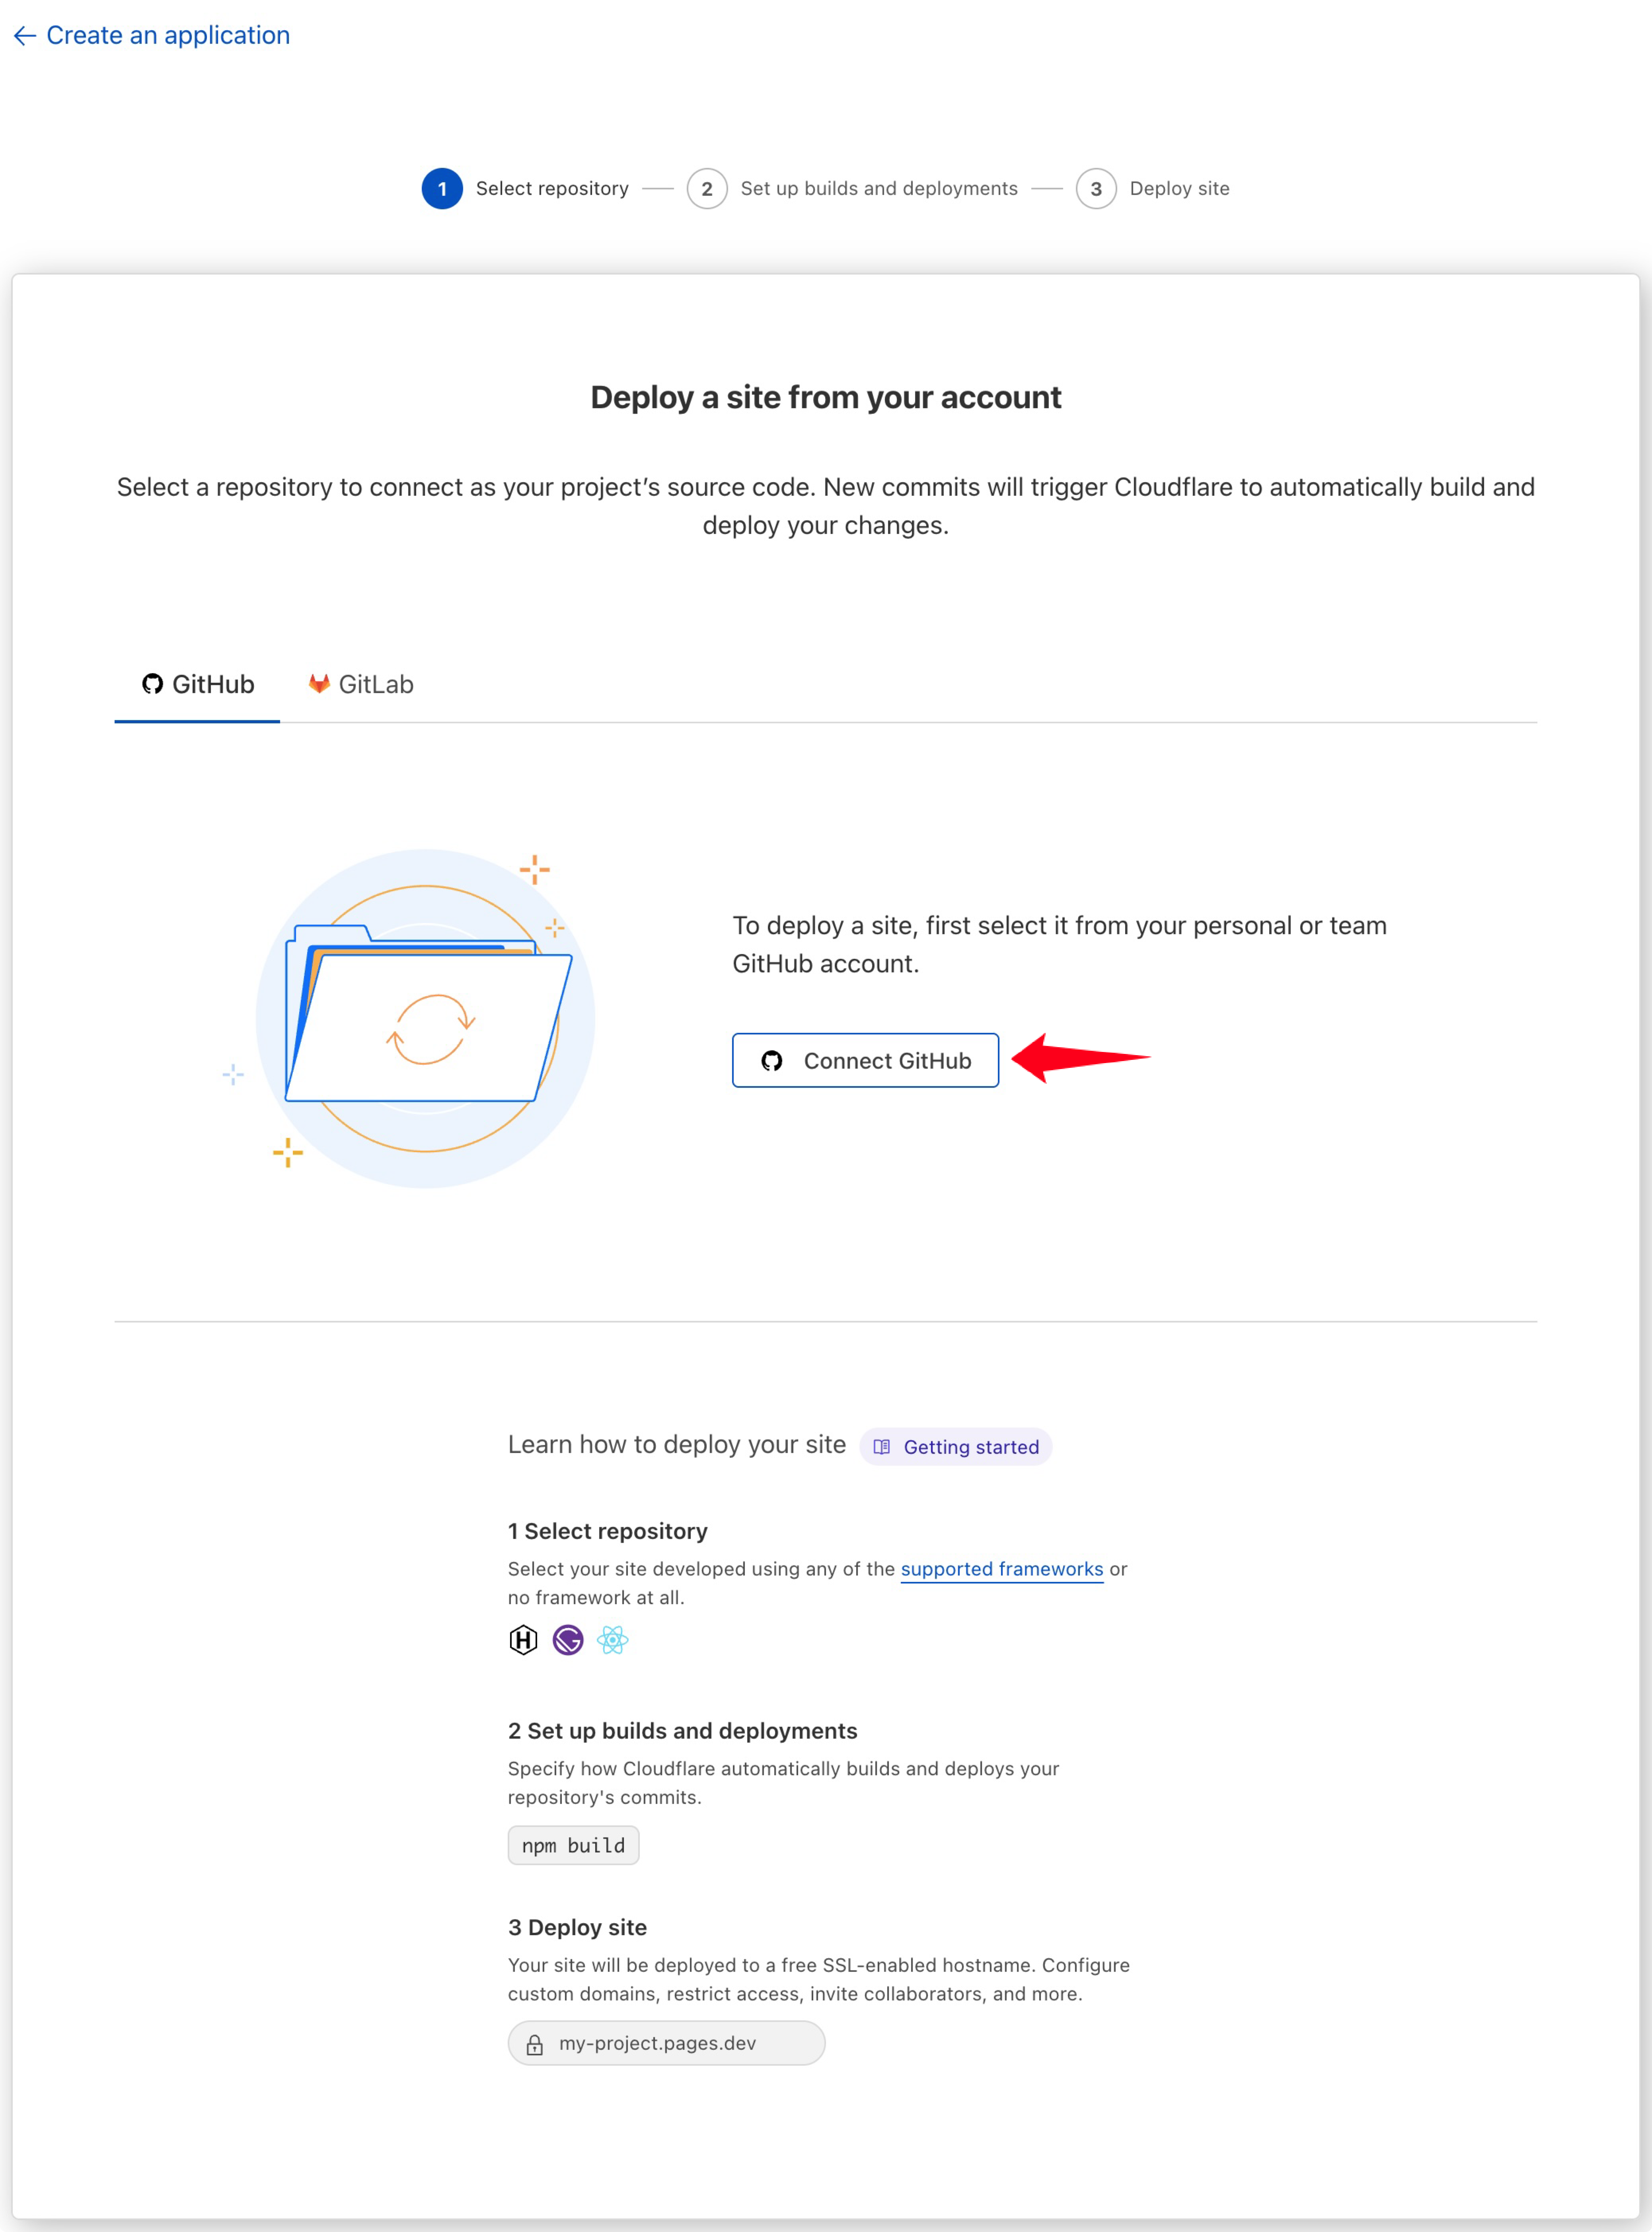 Create an application
1 Select repository 2 Set up builds and deployments 3 Deploy site
Deploy a site from your account
Select a repository to connect as your project's source code. New commits will trigger Cloudflare to automatically build and
deploy your changes.
GitHub GitLab
To deploy a site, first select it from your personal or team
GitHub account.
Connect GitHub
Learn how to deploy your site Getting started
1 Select repository
Select your site developed using any of the supported frameworks or
no framework at all.
2 Set up builds and deployments
Specify how Cloudflare automatically builds and deploys your
repository's commits.
npm build
3 Deploy site
Your site will be deployed to a free SSL-enabled hostname. Configure
custom domains, restrict access, invite collaborators, and more.
my-project.pages.dev